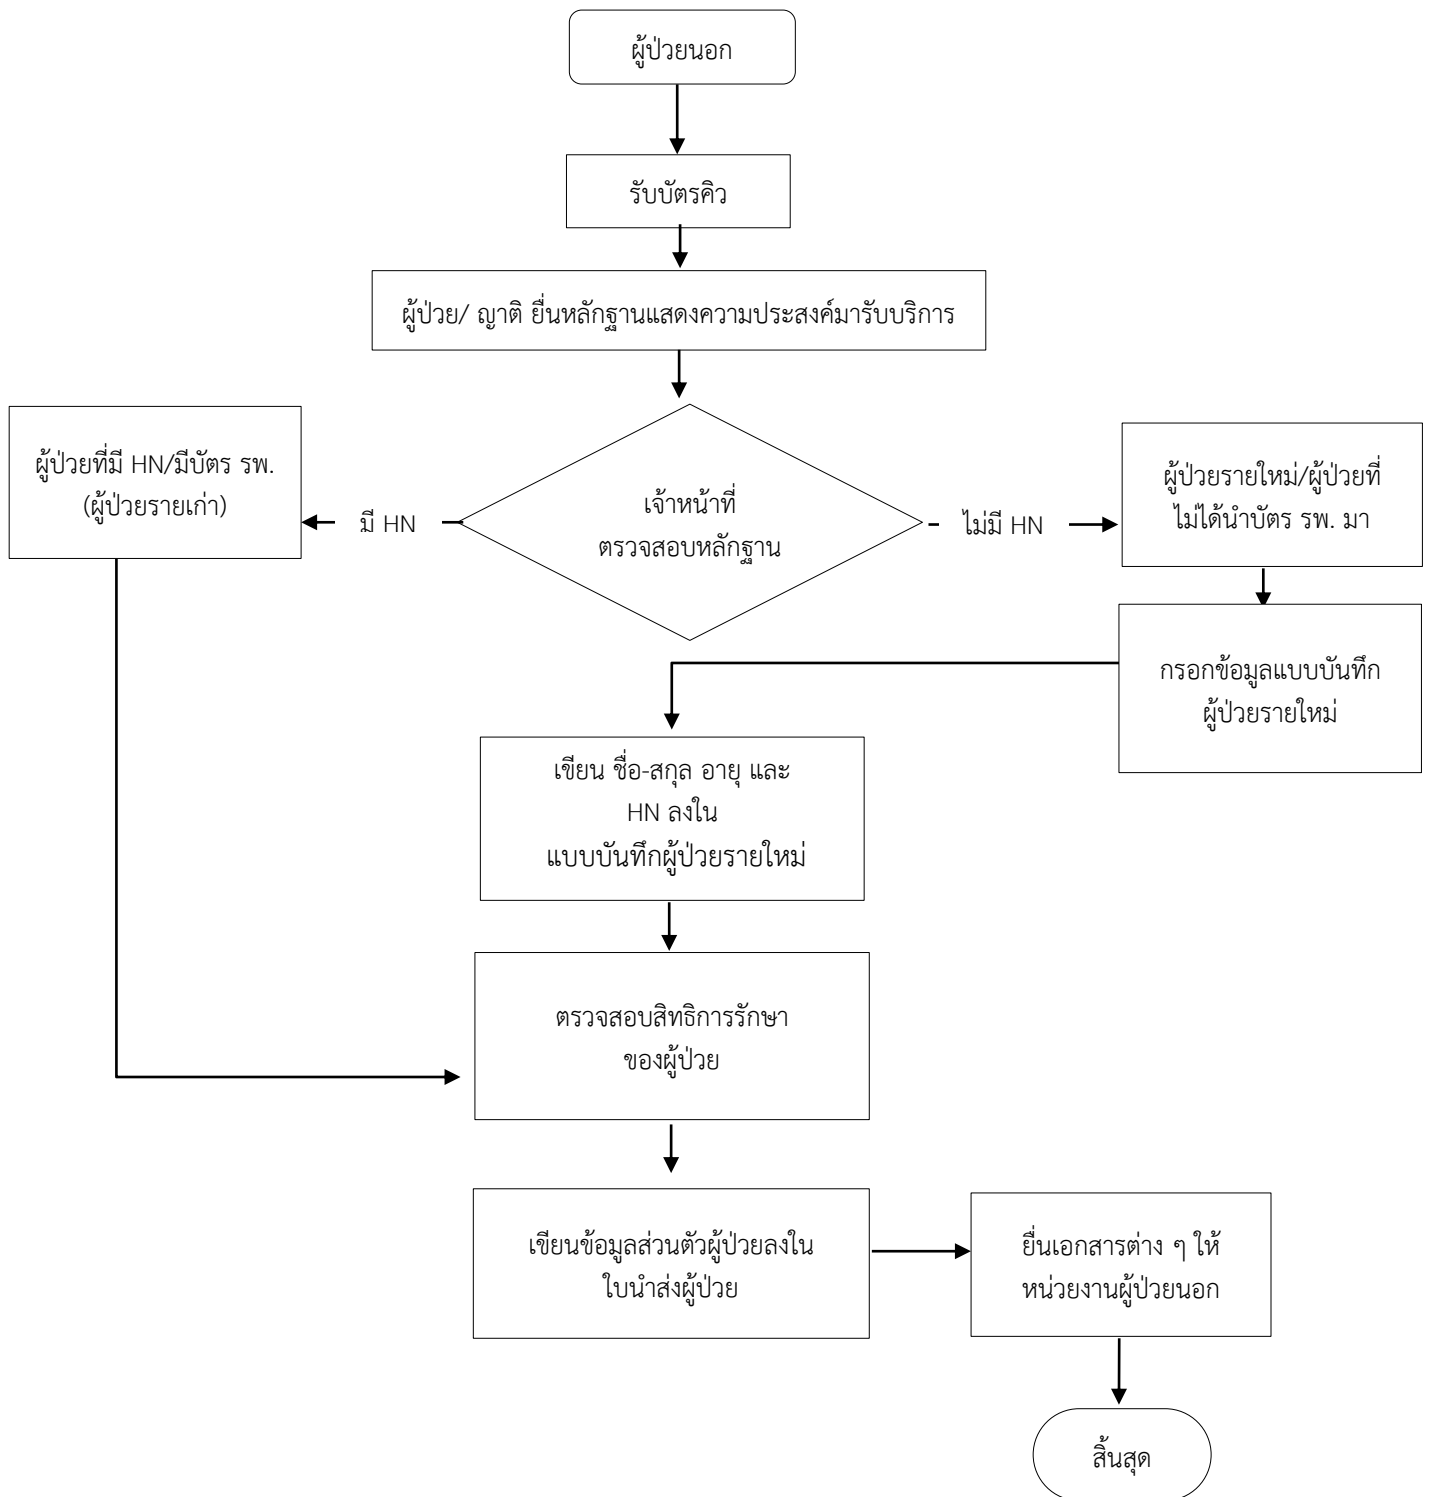 ผู้ป่วยนอก
รับบัตรคิว
ผู้ป่วย/ ญาติ ยื่นหลักฐานแสดงความประสงค์มารับบริการ
ผู้ป่วยที่มี HN/มีบัตร รพ.
(ผู้ป่วยรายเก่า)
มี HN
เจ้าหน้าที่
ตรวจสอบหลักฐาน
ไม่มี HN
ผู้ป่วยรายใหม่/ผู้ป่วยที่
ไม่ได้นำบัตร รพ. มา
กรอกข้อมูลแบบบันทึก
ผู้ป่วยรายใหม่
เขียน ชื่อ-สกุล อายุ และ
HN ลงใน
แบบบันทึกผู้ป่วยรายใหม่
ตรวจสอบสิทธิการรักษา
ของผู้ป่วย
เขียนข้อมูลส่วนตัวผู้ป่วยลงใน
ใบนำส่งผู้ป่วย
ยื่นเอกสารต่าง ๆ ให้
หน่วยงานผู้ป่วยนอก
สิ้นสุด